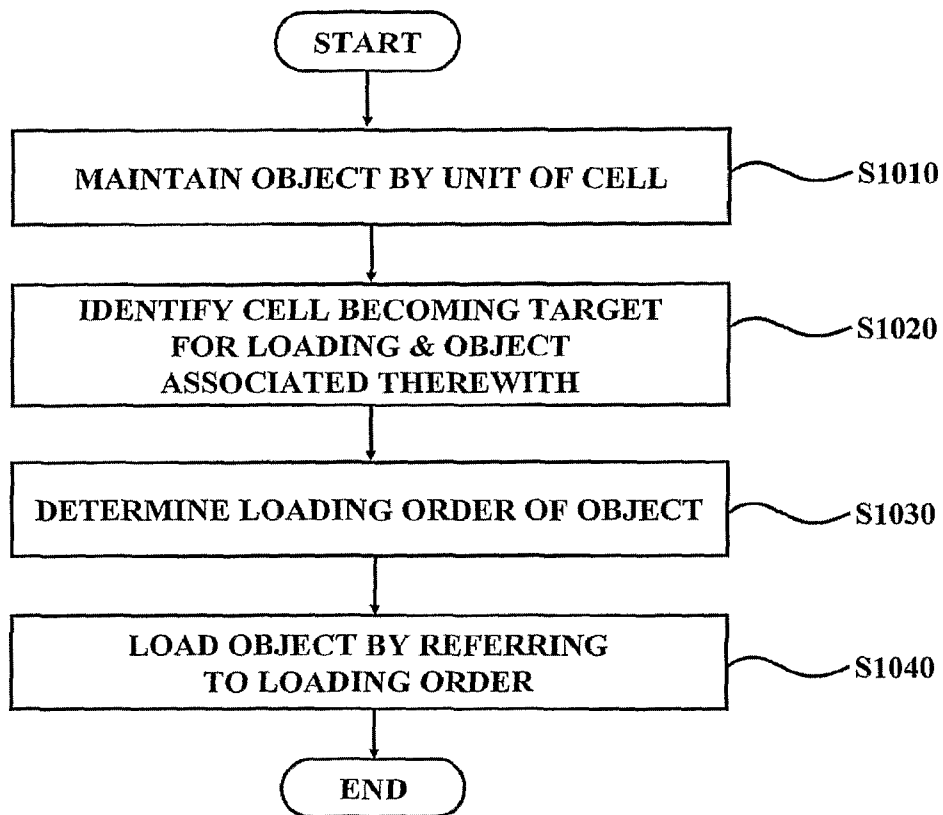 START
MAINTAIN OBJECT BY UNIT OF CELL
S1010
IDENTIFY CELL BECOMING TARGET
FOR LOADING & OBJECT
ASSOCIATED THEREWITH
S1020
DETERMINE LOADING ORDER OF OBJECT
S1030
LOAD OBJECT BY REFERRING
TO LOADING ORDER
S1040
END